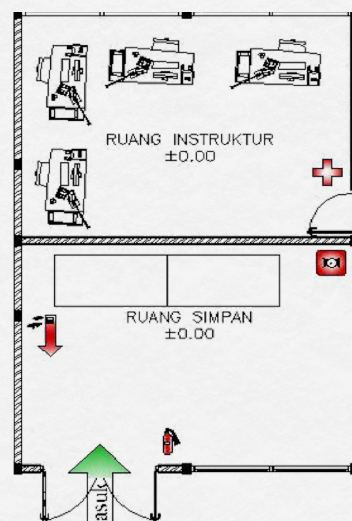 RUANG INSTRUKTUR
±0.00
RUANG SIMPAN
±0.00
asuk